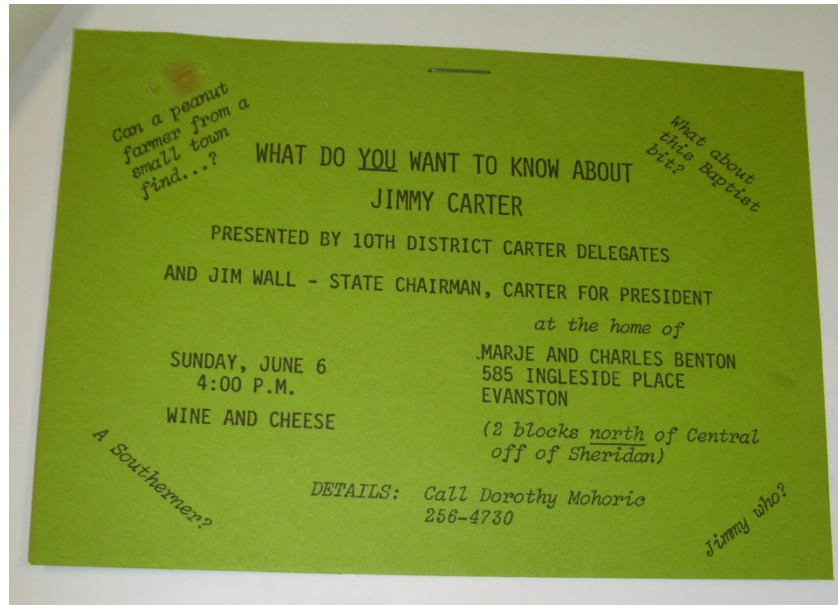 Can a peanut
farmer from a
small town
find...?
What about
this Baptist
bit?
WHAT DO YOU WANT TO KNOW ABOUT
JIMMY CARTER
PRESENTED BY 10TH DISTRICT CARTER DELEGATES
AND JIM WALL - STATE CHAIRMAN, CARTER FOR PRESIDENT
at the home of
SUNDAY, JUNE 6
4:00 P.M.
WINE AND CHEESE
MARJE AND CHARLES BENTON
585 INGLESIDE PLACE
EVANSTON
(2 blocks north of Central
off of Sheridan)
A Southerner?
DETAILS: Call Dorothy Mohoric
256-4730
Jimmy who?